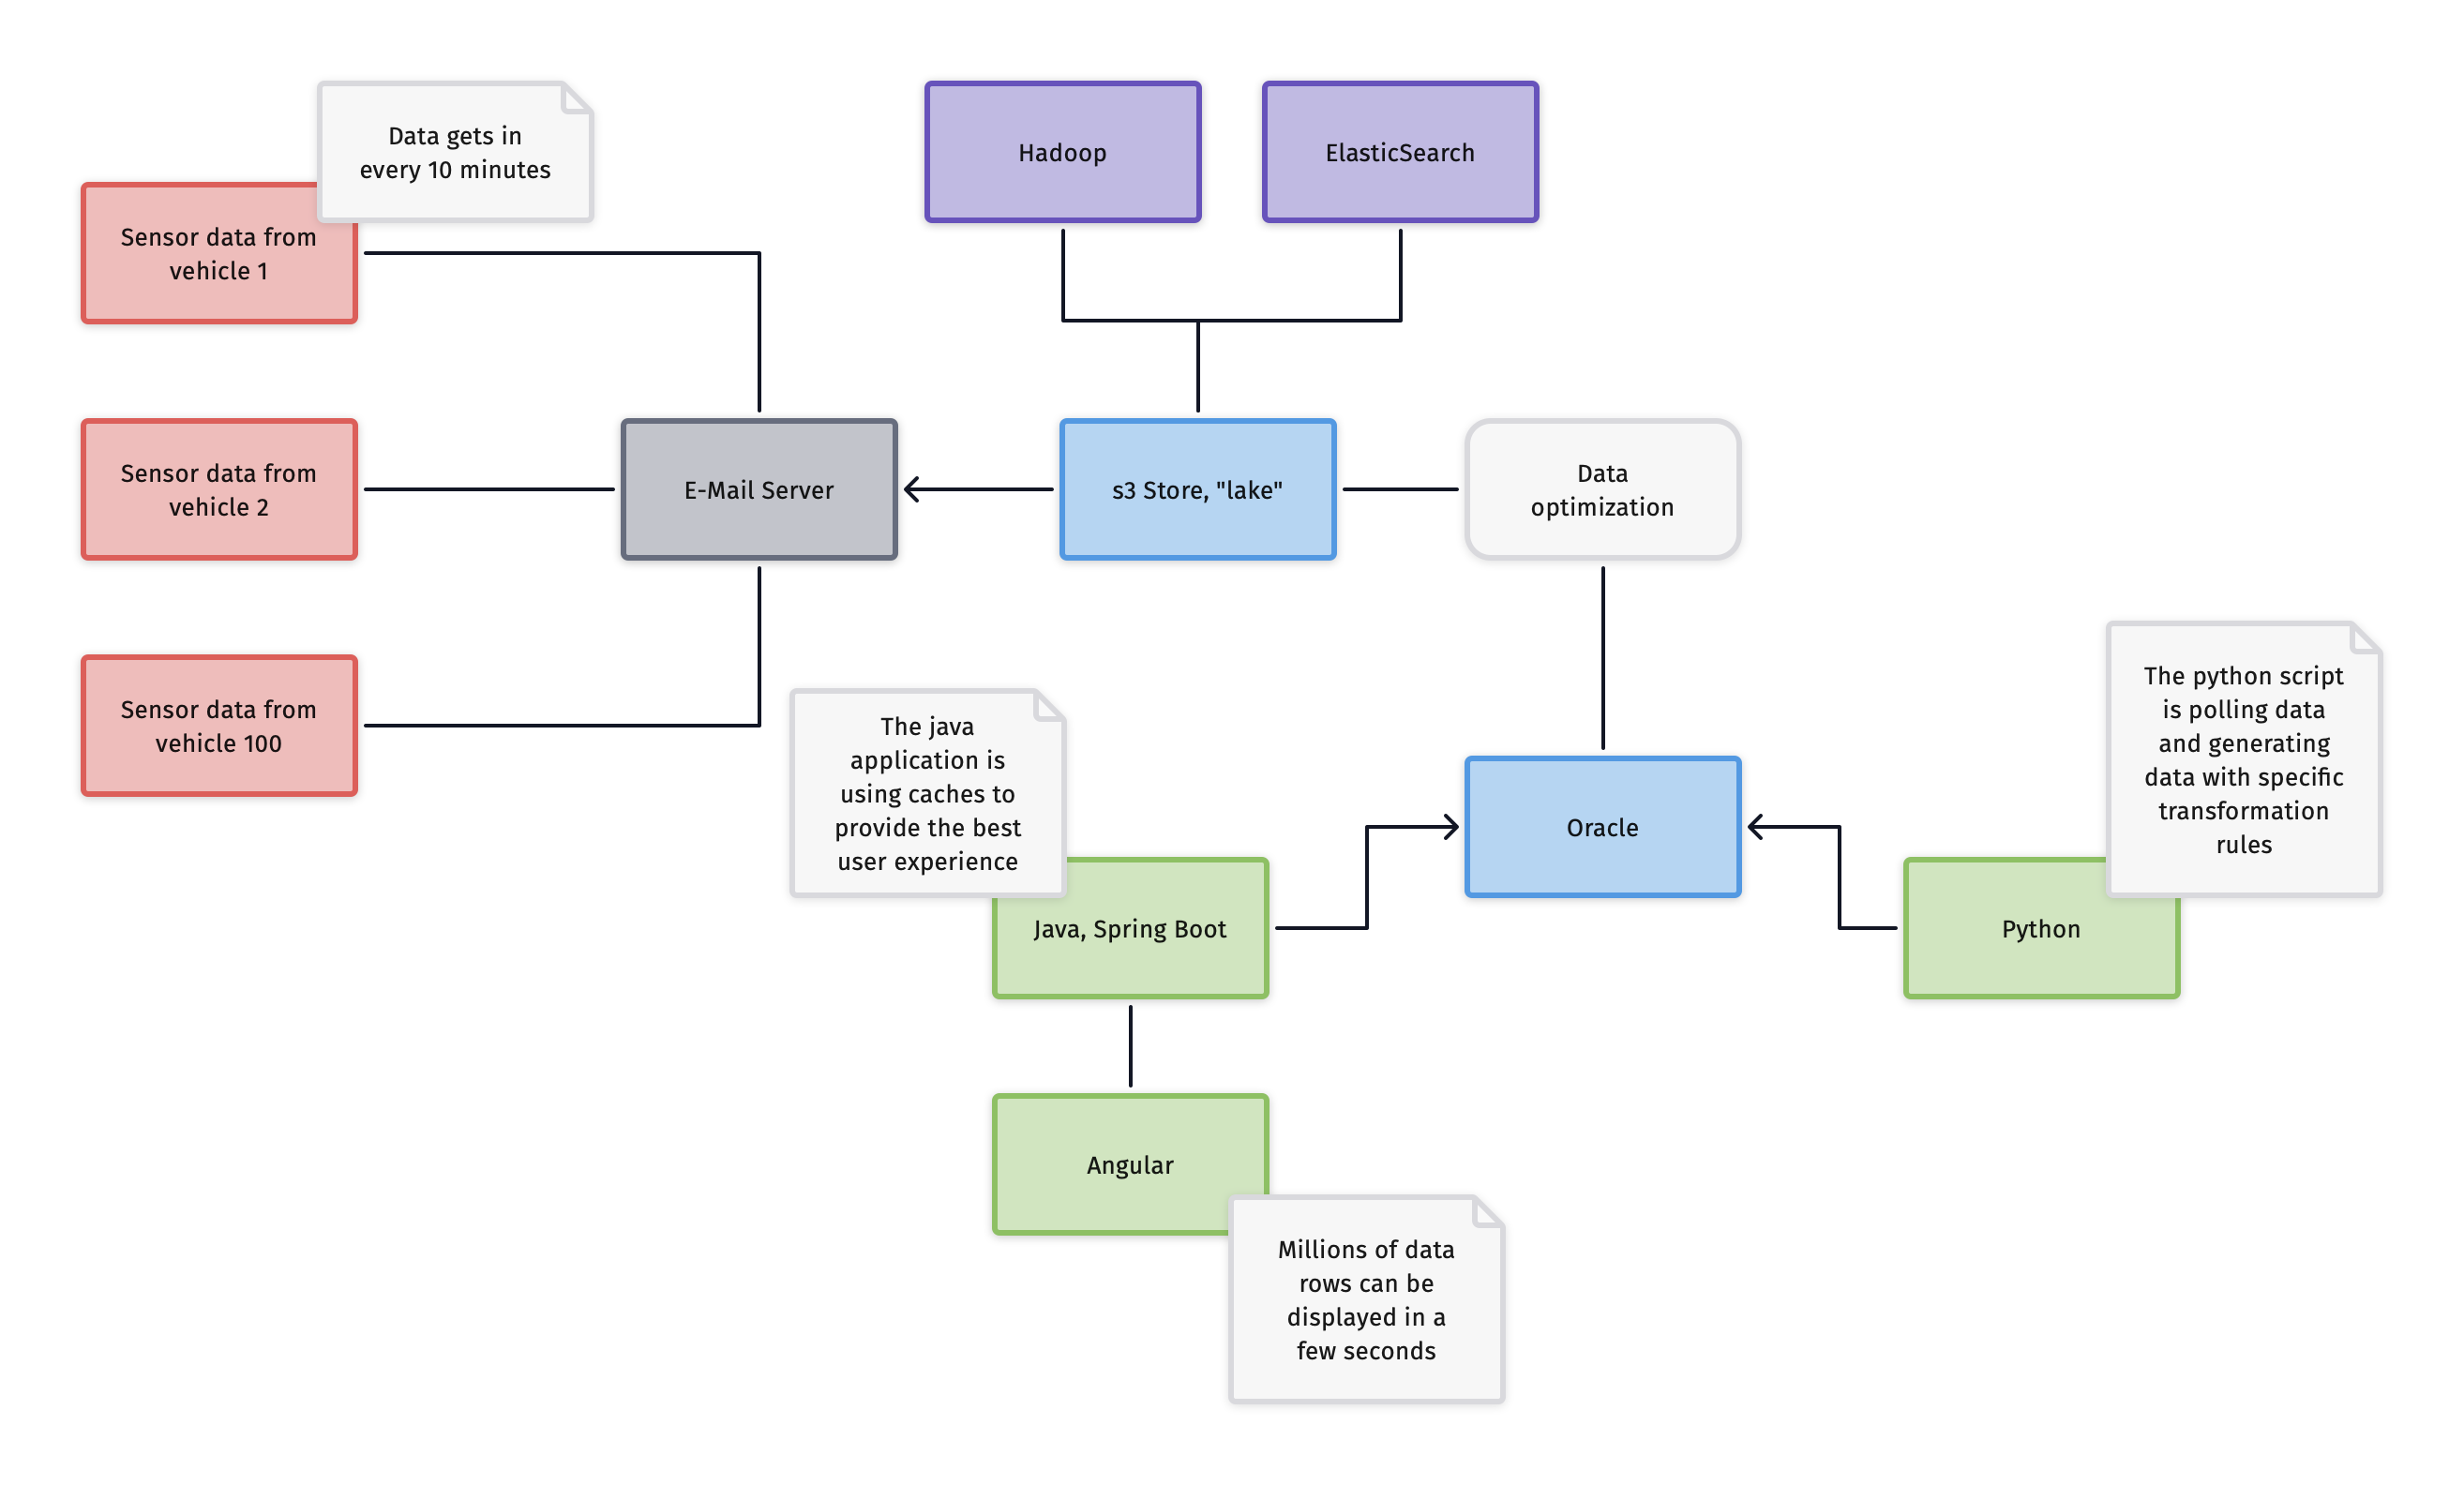 Data gets in
every 10 minutes
Hadoop
ElasticSearch
Sensor data from
vehicle 1
Sensor data from
vehicle 2
E-Mail Server
s3 Store, "lake"
Data
optimization
Sensor data from
vehicle 100
The java
application is
using caches to
provide the best
user experience
Java, Spring Boot
Oracle
The python script
is polling data
and generating
data with specific
transformation
rules
Python
Angular
Millions of data
rows can be
displayed in a
few seconds